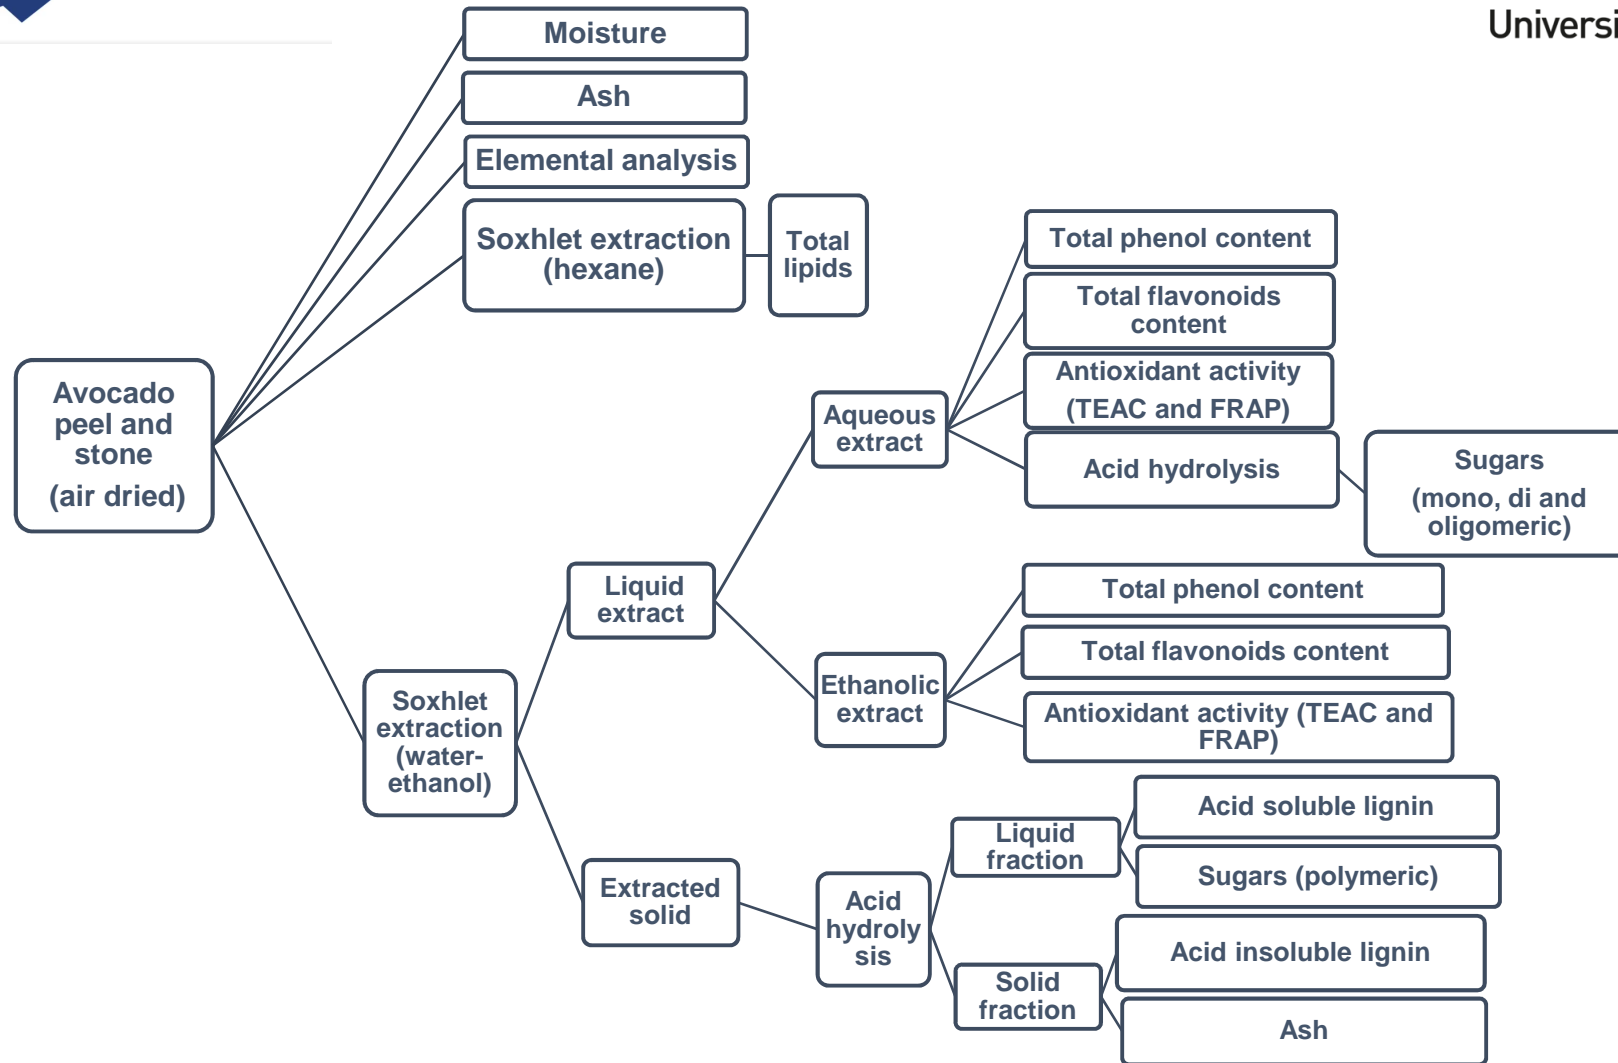 Universi
Moisture
Ash
Elemental analysis
Soxhlet extraction
(hexane)
Total
lipids
Avocado
peel and
stone
(air dried)
Soxhlet
extraction
(water-
ethanol)
Liquid
extract
Aqueous
extract
Total phenol content
Total flavonoids
content
Antioxidant activity
(TEAC and FRAP)
Acid hydrolysis
Sugars
(mono, di and
oligomeric)
Ethanolic
extract
Total phenol content
Total flavonoids content
Antioxidant activity (TEAC and
FRAP)
Extracted
solid
Acid
hydroly
sis
Liquid
fraction
Acid soluble lignin
Sugars (polymeric)
Solid
fraction
Acid insoluble lignin
Ash